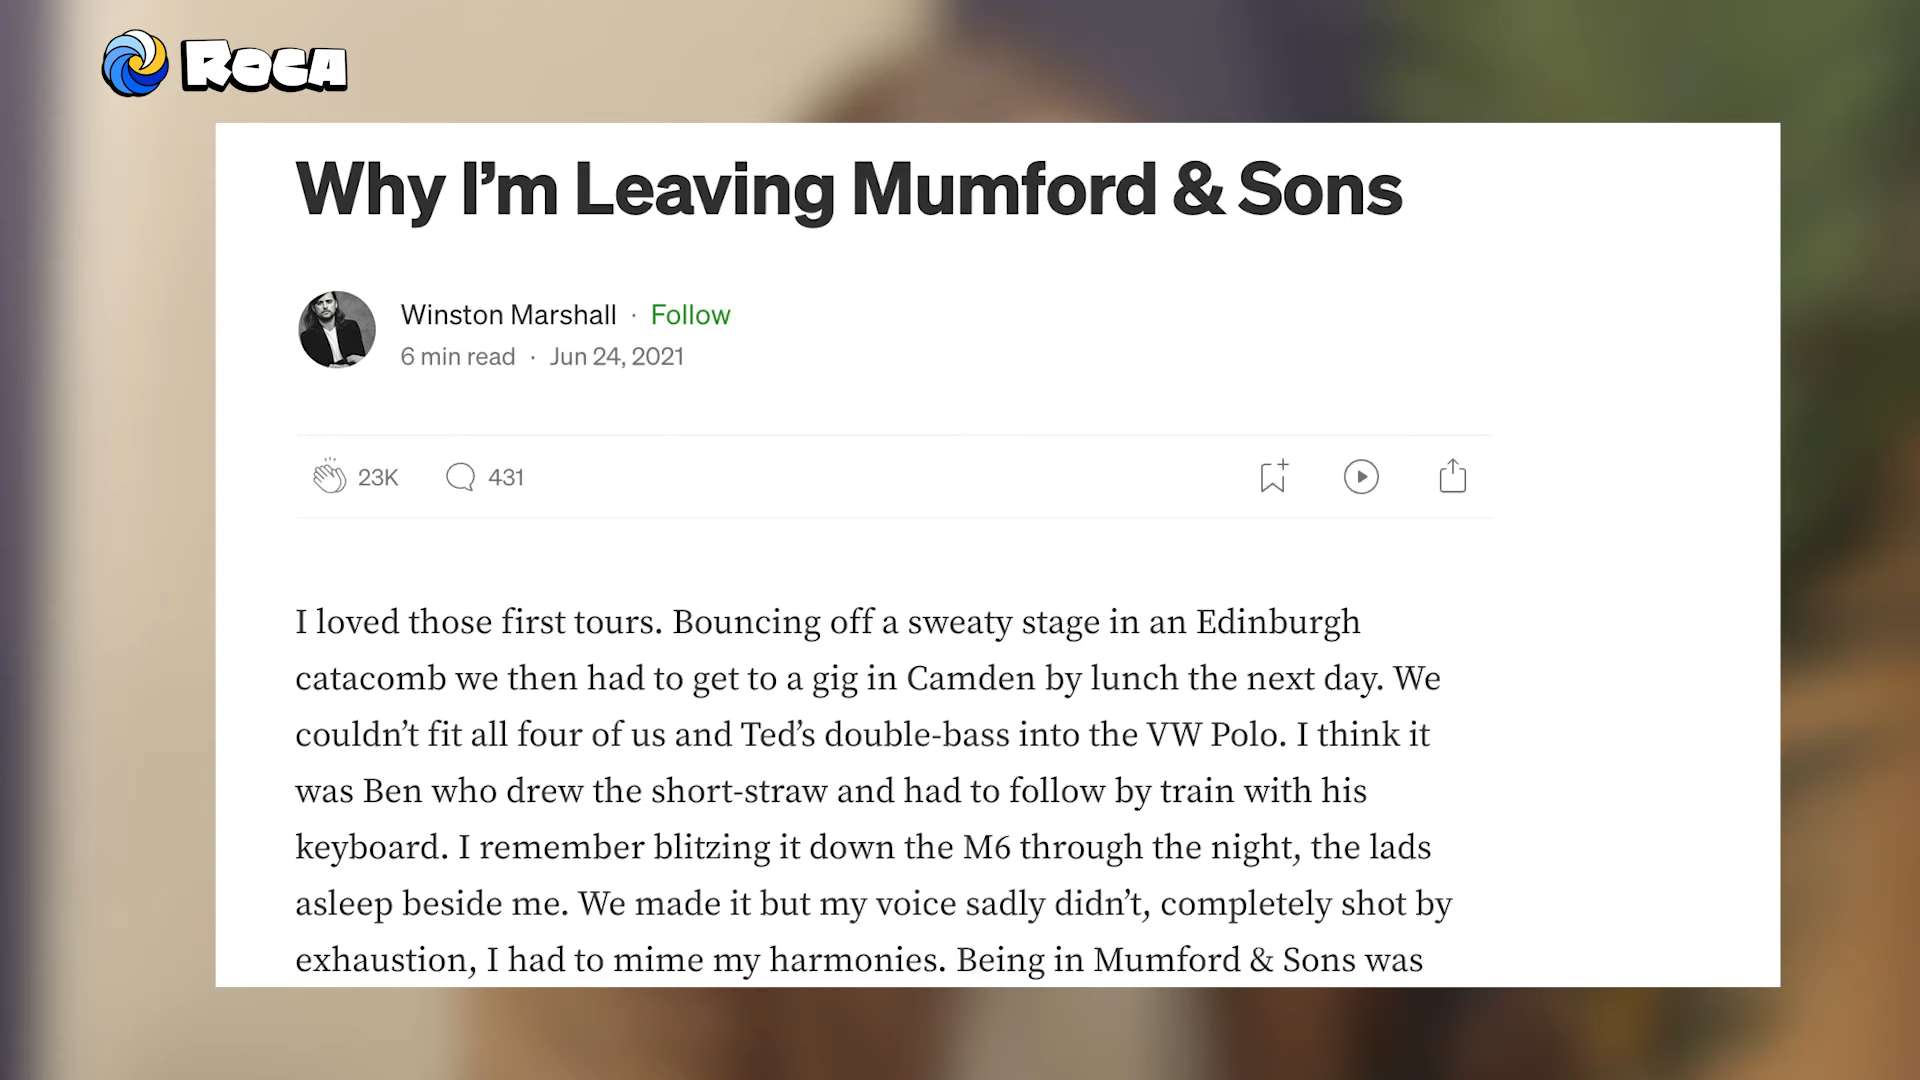 ROCA
Why I’m Leaving Mumford & Sons
Winston Marshall · Follow
6 min read · Jun 24, 2021
23K 431
I loved those first tours. Bouncing off a sweaty stage in an Edinburgh
catacomb we then had to get to a gig in Camden by lunch the next day. We
couldn’t fit all four of us and Ted’s double-bass into the VW Polo. I think it
was Ben who drew the short-straw and had to follow by train with his
keyboard. I remember blitzing it down the M6 through the night, the lads
asleep beside me. We made it but my voice sadly didn’t, completely shot by
exhaustion, I had to mime my harmonies. Being in Mumford & Sons was